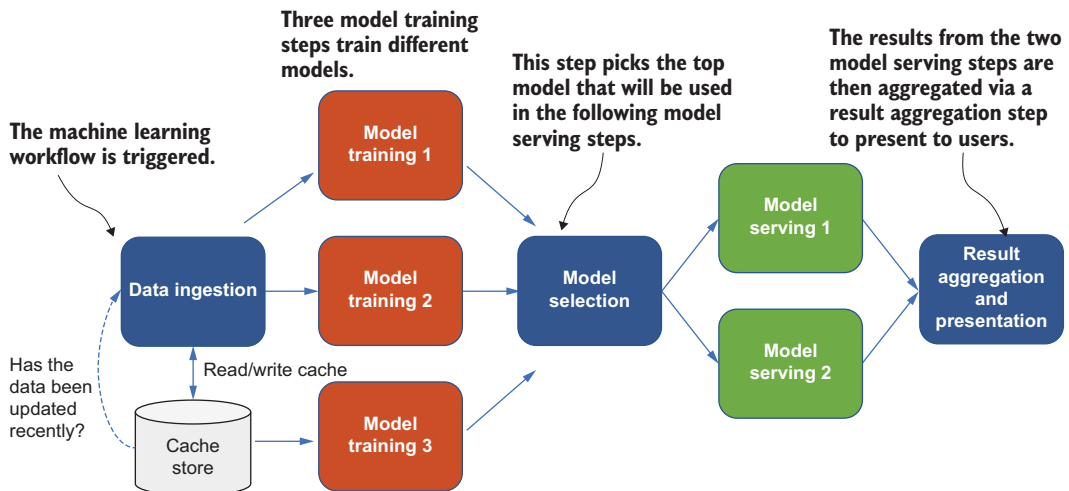 The machine learning
workflow is triggered.
Three model training
steps train different
models.
This step picks the top
model that will be used
in the following model
serving steps.
The results from the two
model serving steps are
then aggregated via a
result aggregation step
to present to users.
Data ingestion
Has the
data been
updated
recently?
Read/write cache
Cache
store
Model
training 1
Model
training 2
Model
training 3
Model
selection
Model
serving 1
Model
serving 2
Result
aggregation
and
presentation